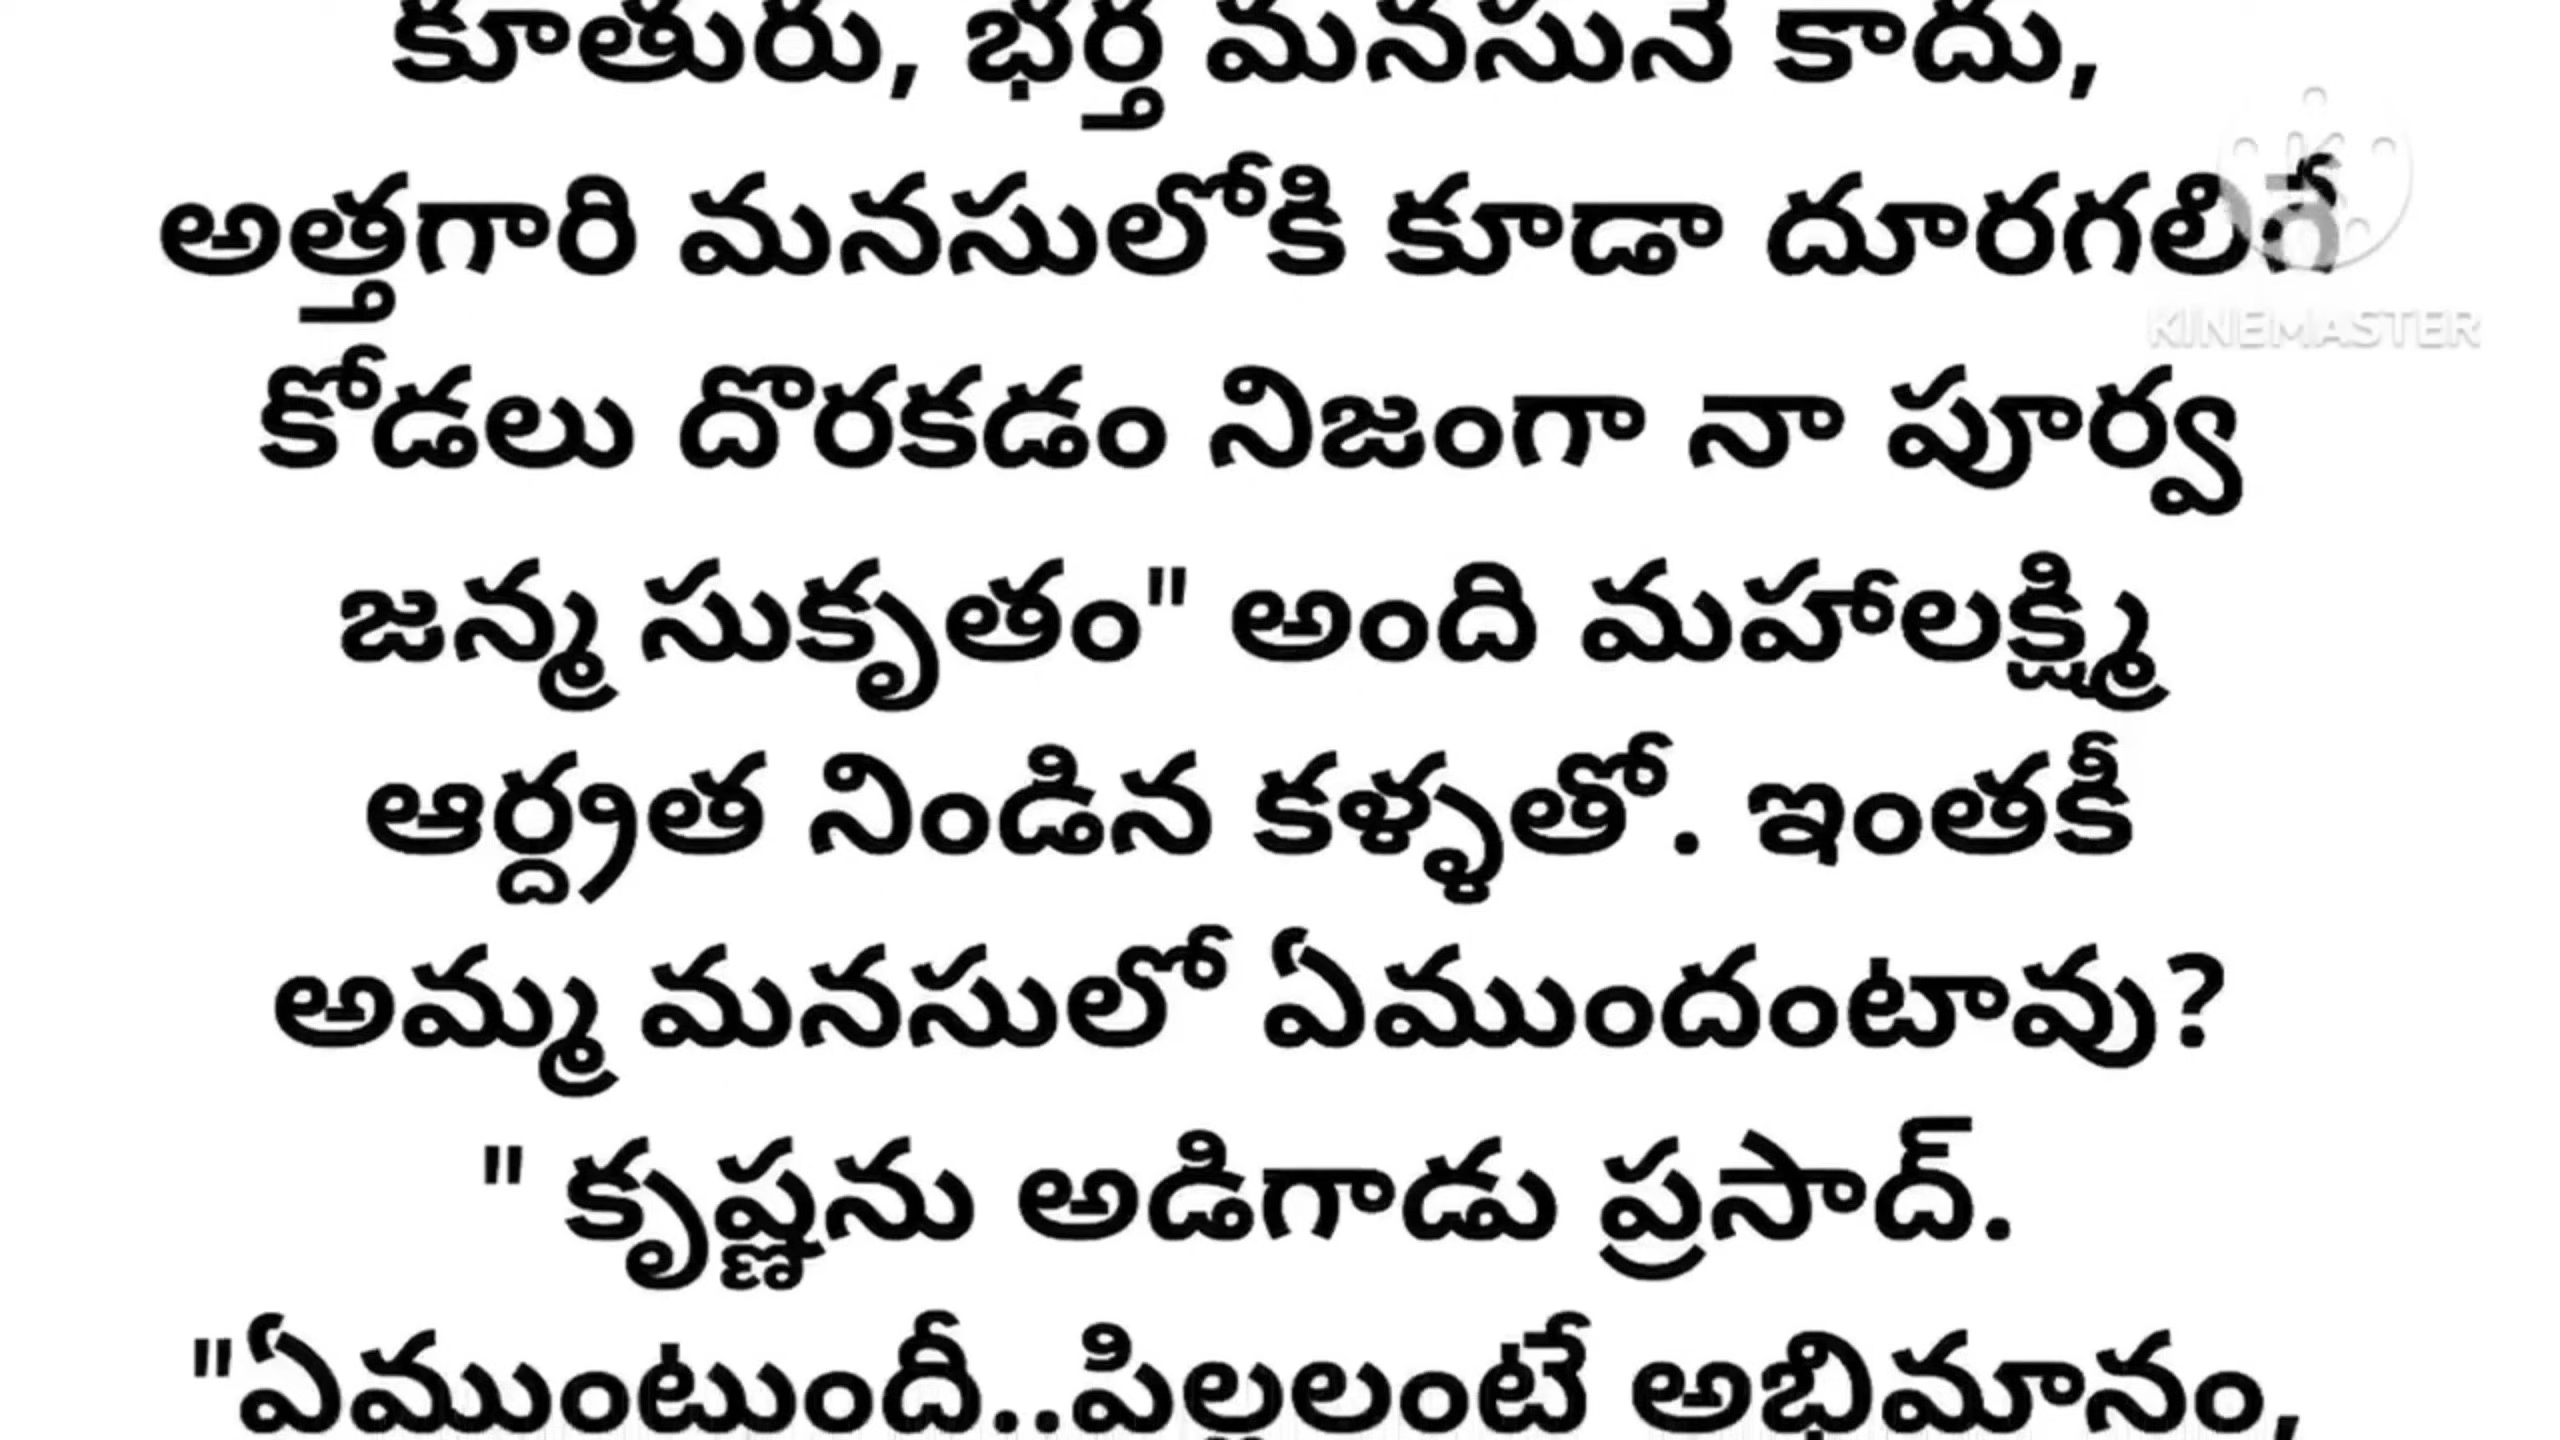 కూతురు, భర్త మనసునే కాదు,
అత్తగారి మనసులోకి కూడా దూరగలిగే
KINEMASTER
కోడలు దొరకడం నిజంగా నా పూర్వ
జన్మ సుకృతం" అంది మహాలక్ష్మి
ఆర్ద్రత నిండిన కళ్ళతో. ఇంతకీ
అమ్మ మనసులో ఏముందంటావు?
" కృష్ణను అడిగాడు ప్రసాద్.
"ఏముంటుందీ..పిల్లలంటే అభిమానం,